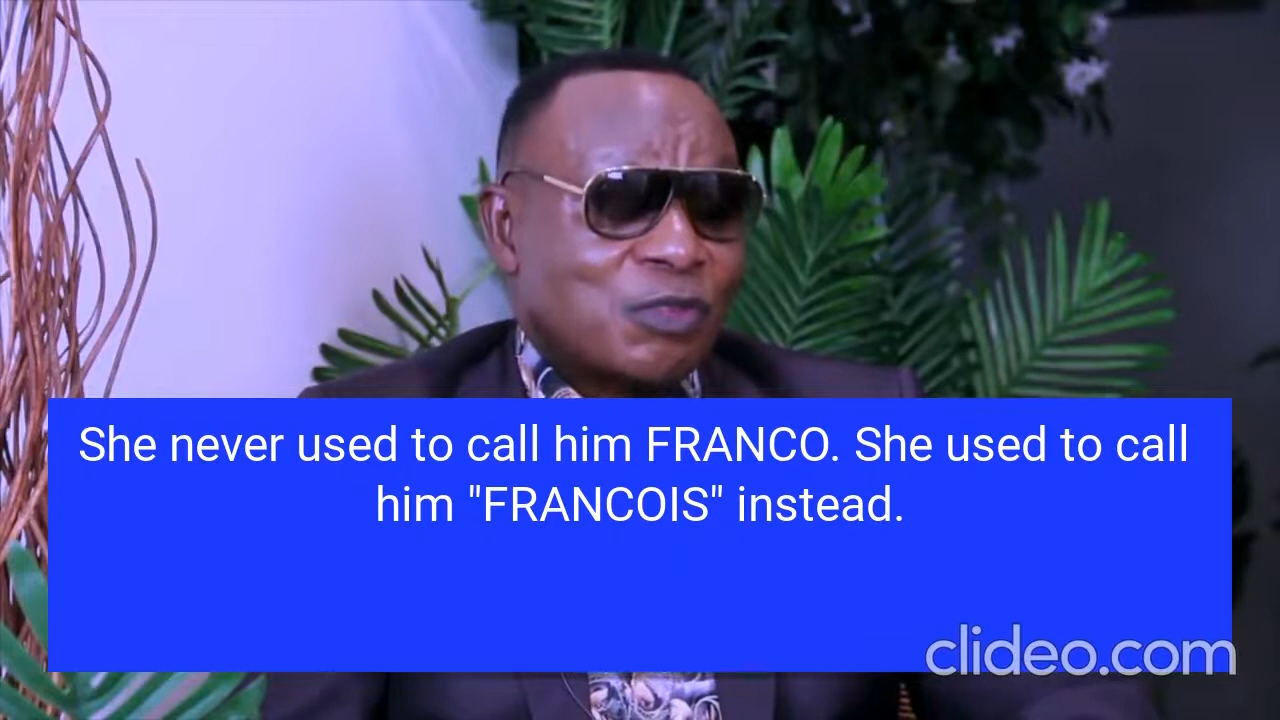 She never used to call him FRANCO. She used to call
him "FRANCOIS" instead.
clideo.com